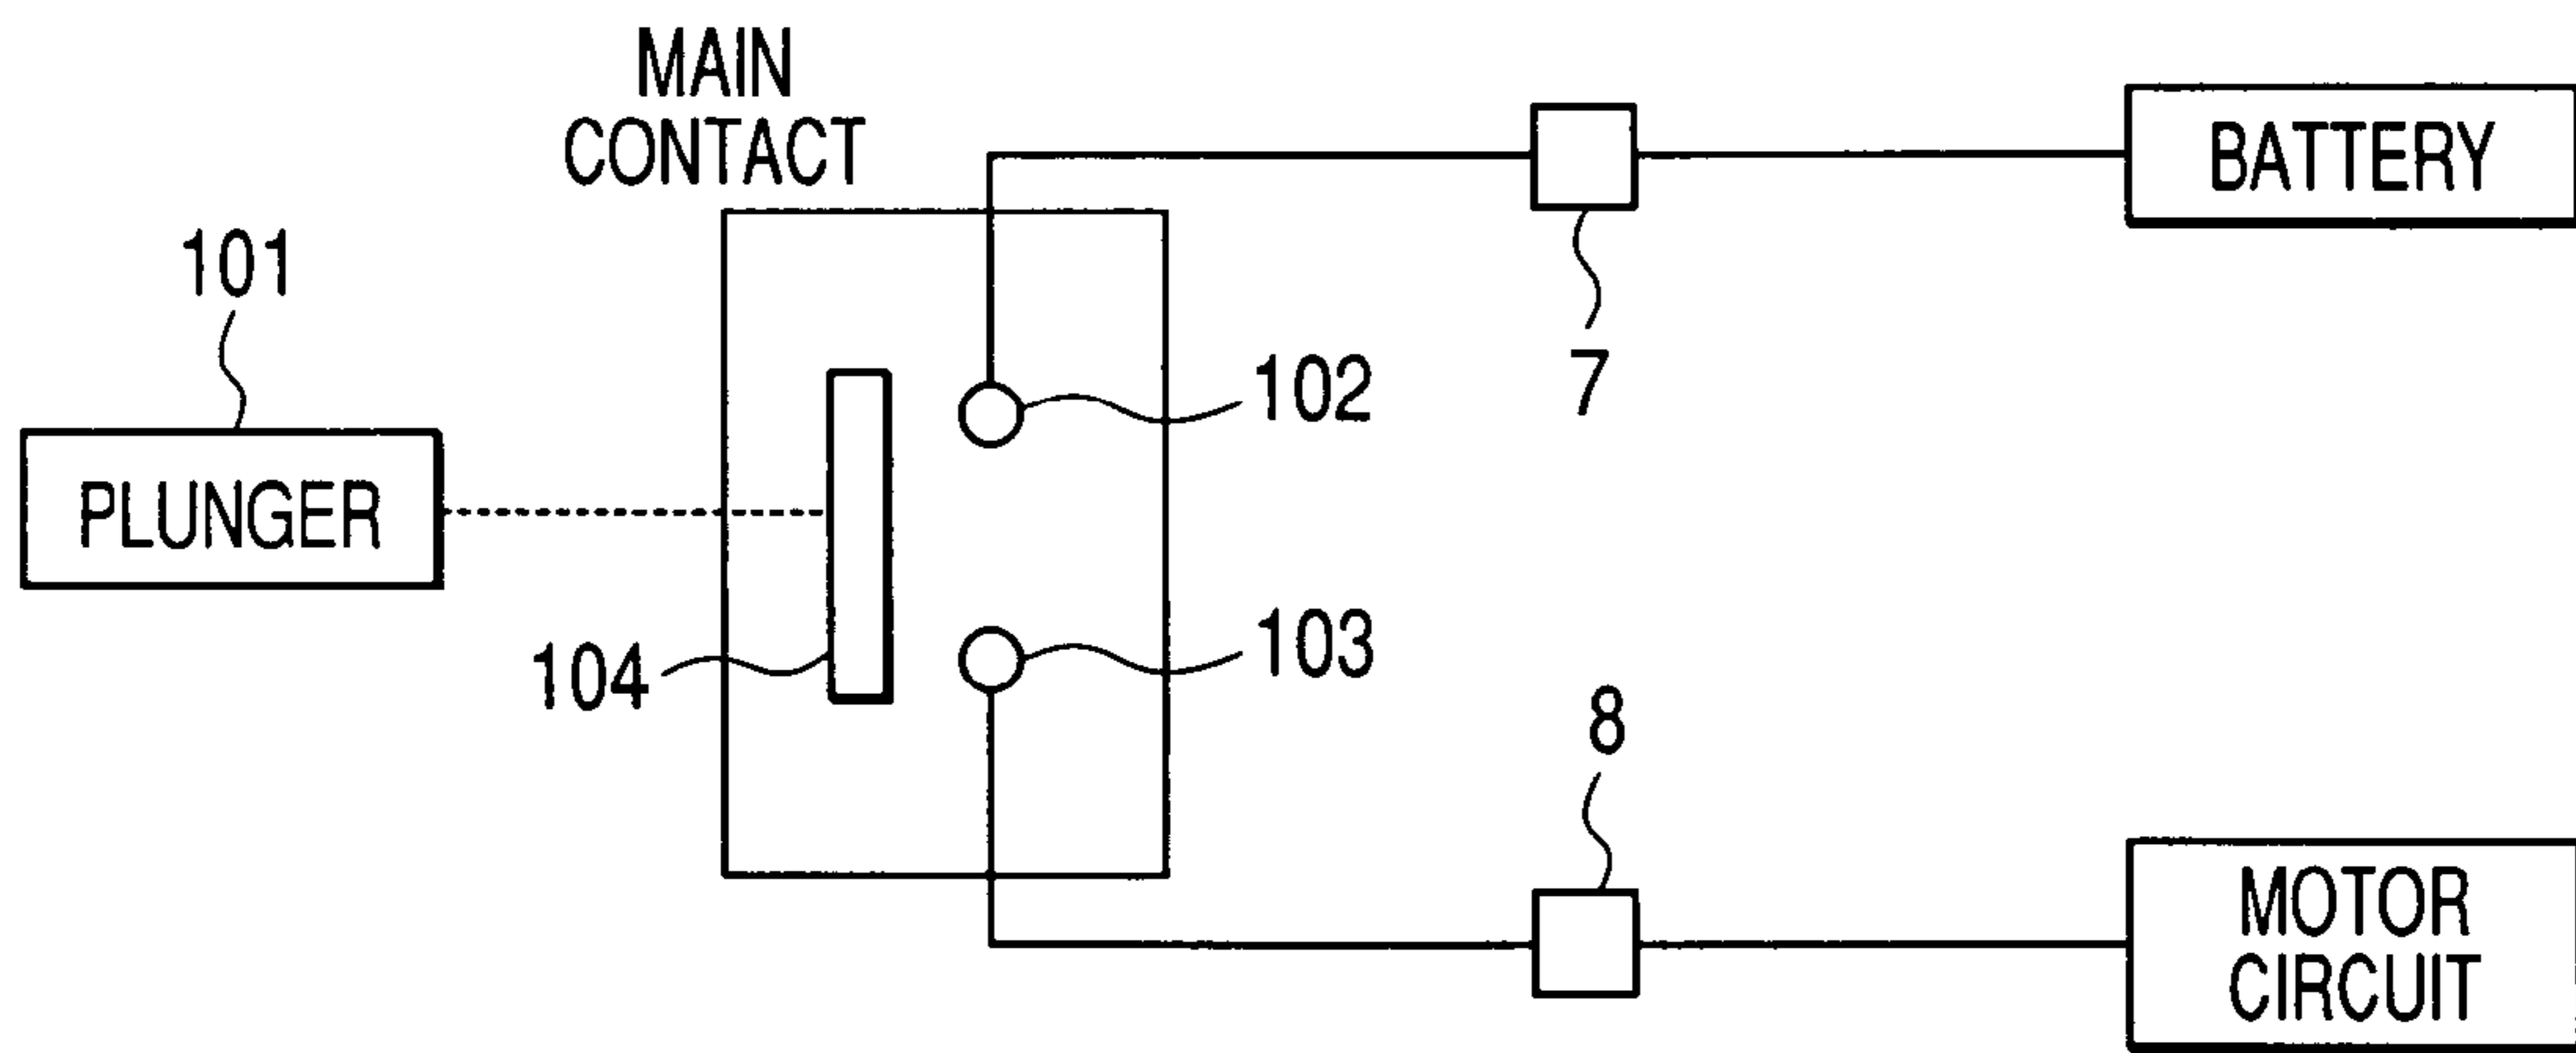 MAIN
CONTACT
BATTERY
101
7
102
PLUNGER
104
103
8
MOTOR
CIRCUIT